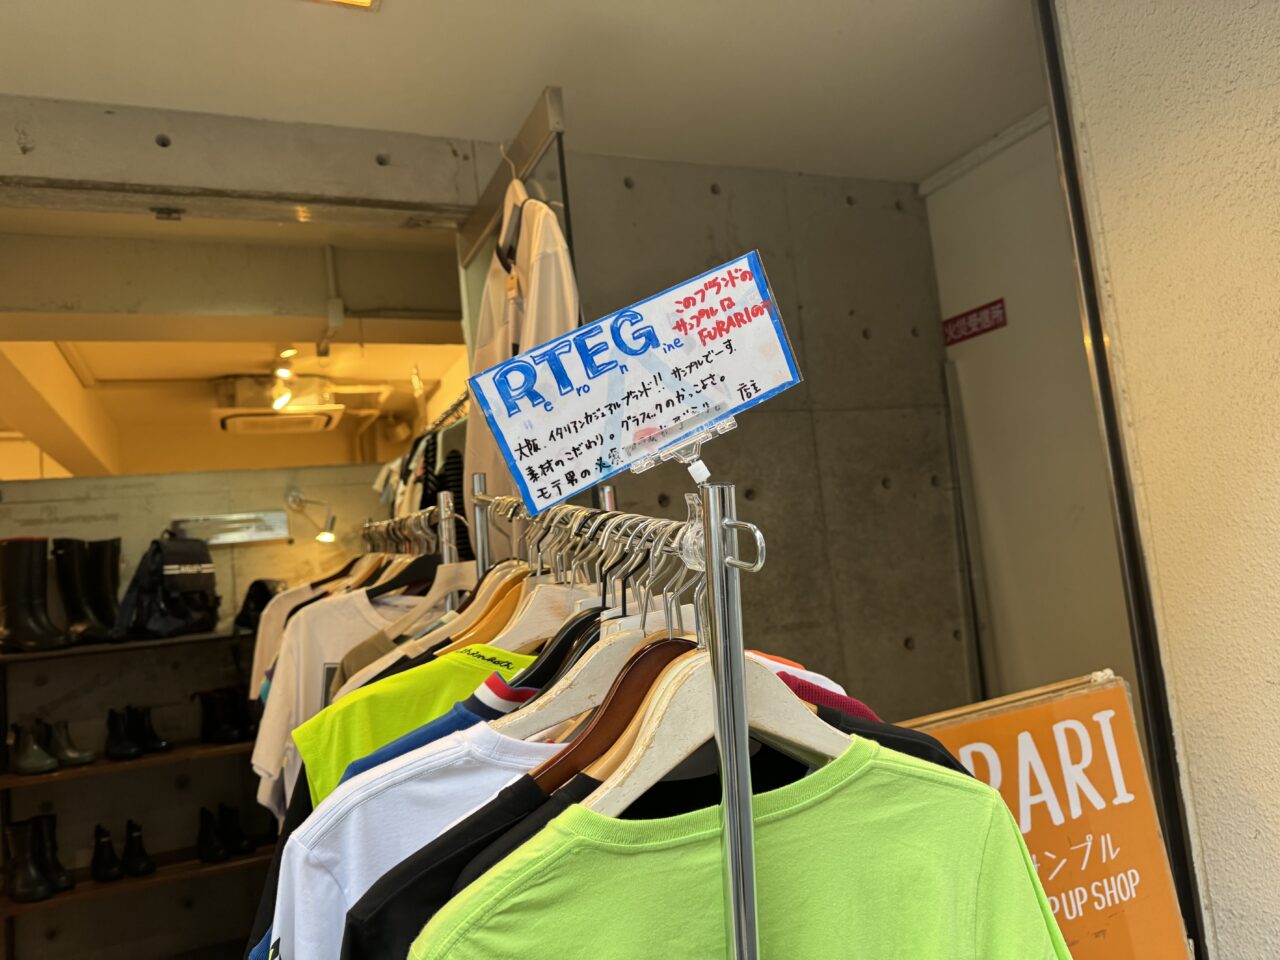 RTEG
eronine
このブランドの
サンプルは
FURARIのサンプルでーす。
大阪.イタリアンカジュアルブランド!!
素材のこだわり。グラフィックのかっこよさ。
モテ男の
店主
火災受信所
RARI
サンプル
POP UP SHOP